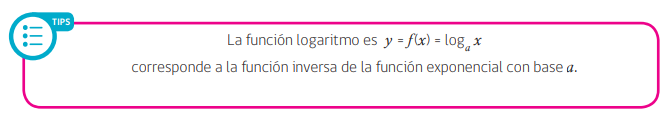 TIPS
La función logaritmo es y = f(x) = logₐ x
corresponde a la función inversa de la función exponencial con base a.